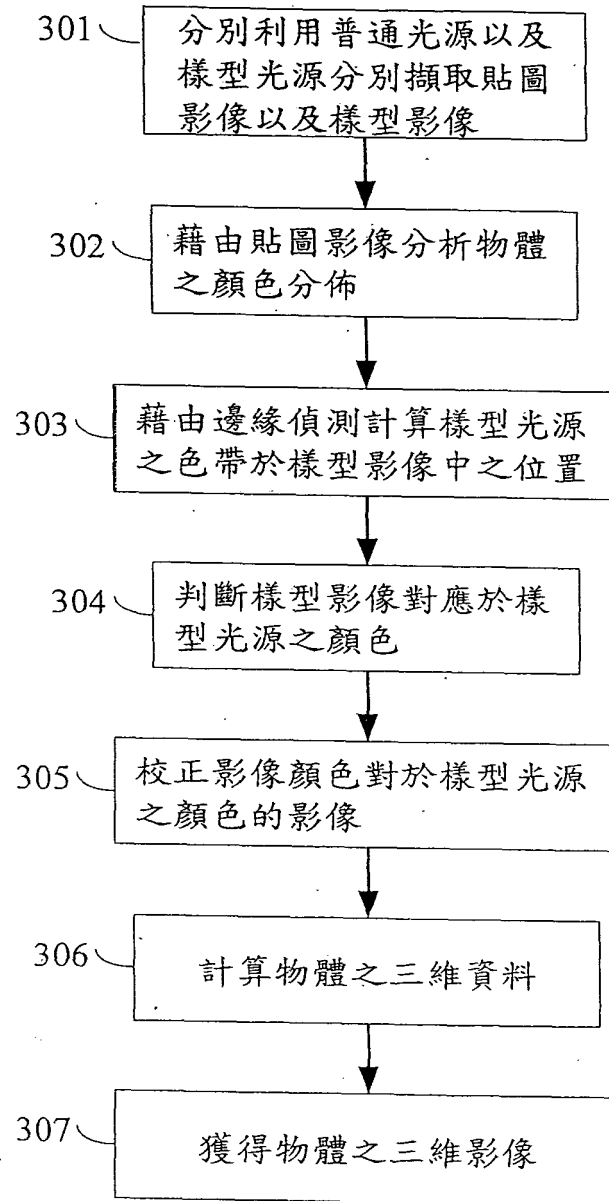 301
分別利用普通光源以及
樣型光源分別擷取貼圖
影像以及樣型影像
302
藉由貼圖影像分析物體
之顏色分佈
303
藉由邊緣偵測計算樣型光源
之色帶於樣型影像中之位置
304
判斷樣型影像對應於樣
型光源之顏色
305
校正影像顏色對於樣型光源
之顏色的影像
306
計算物體之三維資料
307
獲得物體之三維影像